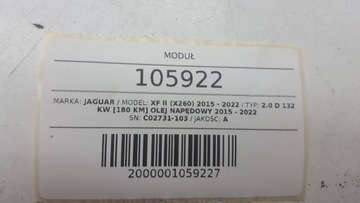 MODUŁ
105922
MARKA: JAGUAR / MODEL: XF II (X260) 2015 - 2022 / TYP: 2.0 D 132
KW [180 KM] OLEJ NAPĘDOWY 2015 - 2022
SN: C02731-103 / JAKOŚĆ: A
2000001059227